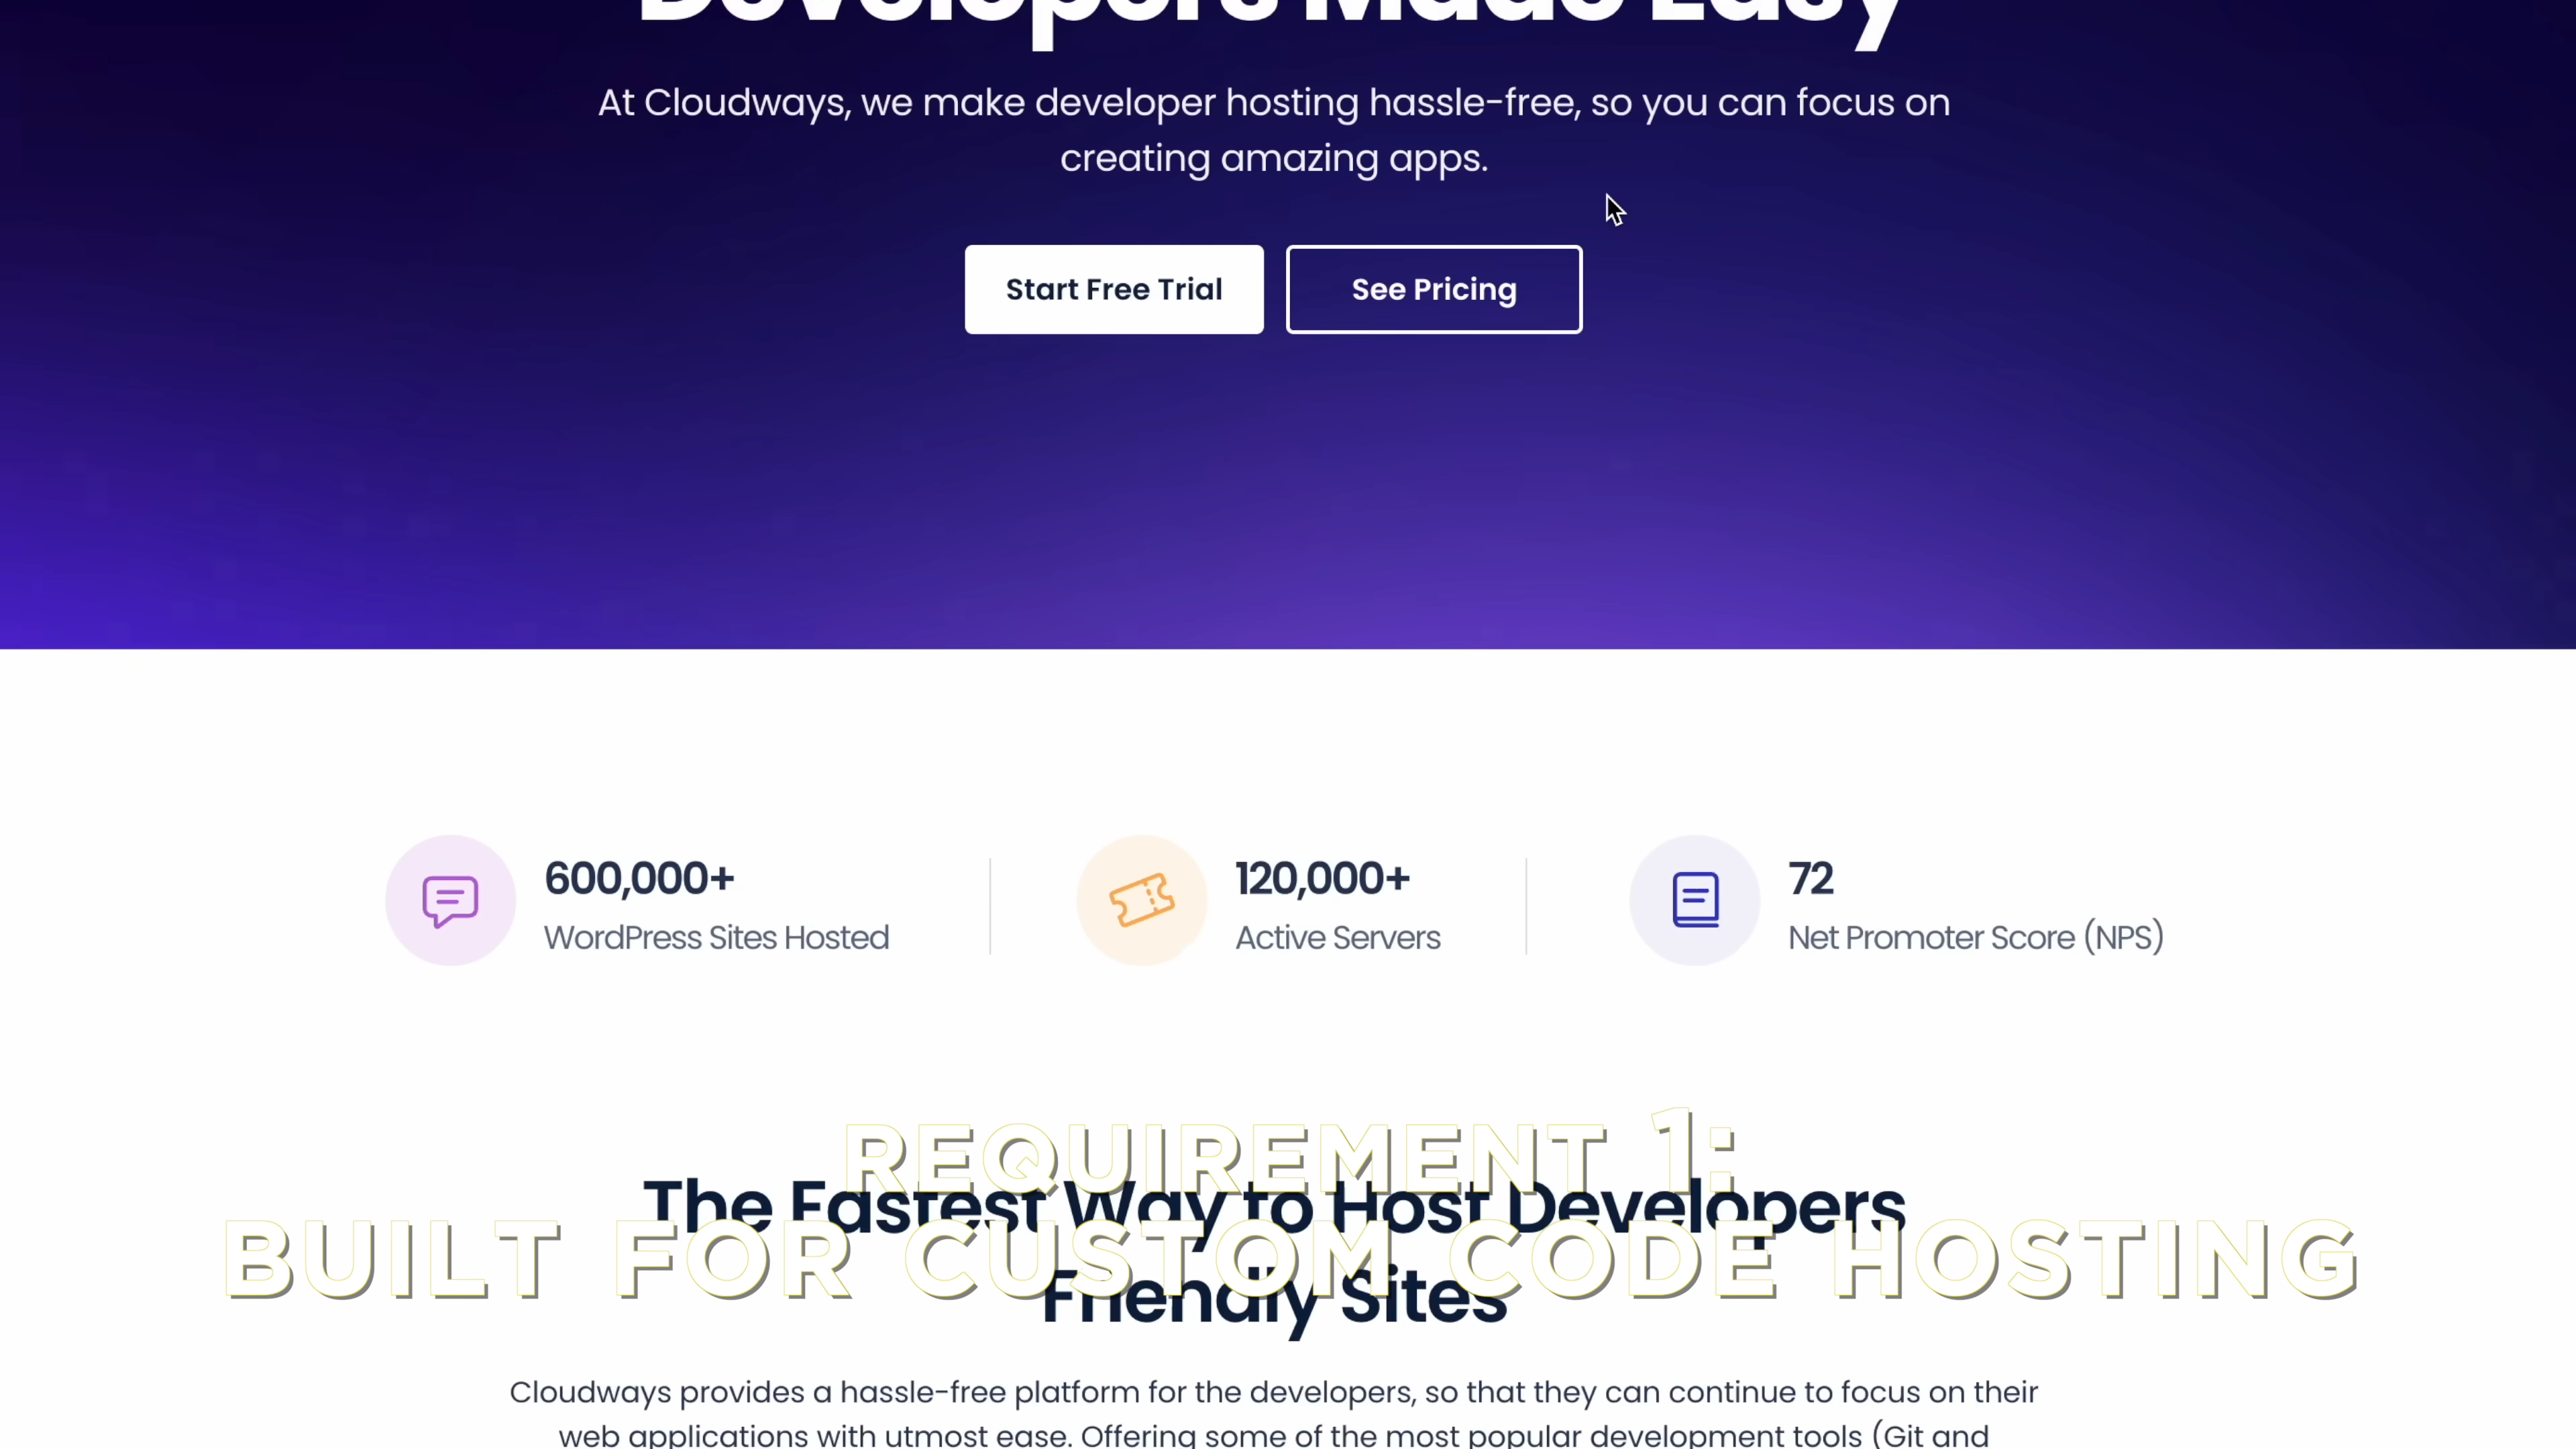 Developers Made Easy
At Cloudways, we make developer hosting hassle-free, so you can focus on
creating amazing apps.
Start Free Trial
See Pricing
600,000+
WordPress Sites Hosted
120,000+
Active Servers
72
Net Promoter Score (NPS)
REQUIREMENT 1:
BUILT FOR CUSTOM CODE HOSTING
The Fastest Way to Host Developers
Friendly Sites
Cloudways provides a hassle-free platform for the developers, so that they can continue to focus on their
web applications with utmost ease. Offering some of the most popular development tools (Git and